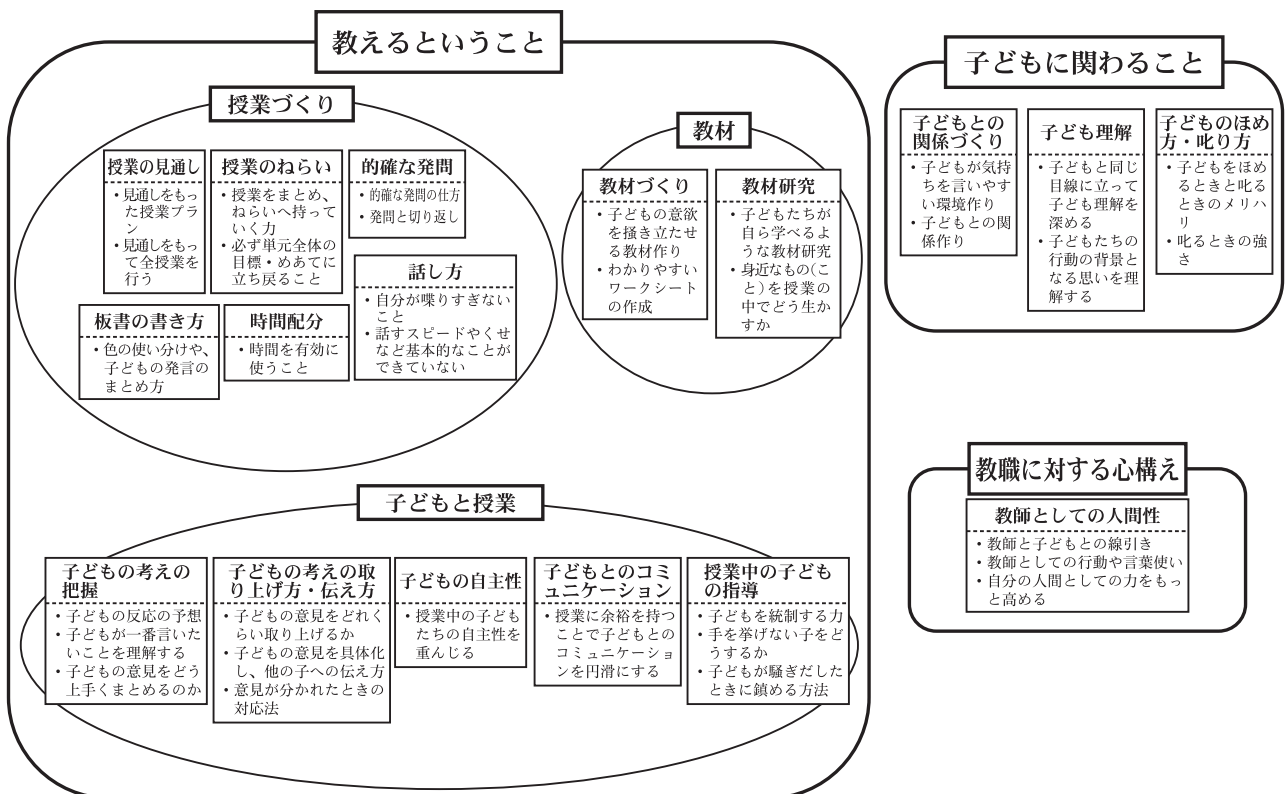 教えるということ
授業づくり
授業の見通し
・見通しをもっ
た授業プラ
ン
・見通しをもっ
て全授業を
行う
授業のねらい
・授業をまとめ、
ねらいへ持って
いく力
・必ず単元全体の
目標・めあてに
立ち戻ること
的確な発問
・的確な発問の仕方
・発問と切り返し
話し方
・自分が喋りすぎない
こと
・話すスピードやくせ
など基本的なことが
できていない
板書の書き方
・色の使い分けや、
子どもの発言の
まとめ方
時間配分
・時間を有効に
使うこと
教材
教材づくり
・子どもの意欲
を掻き立たせ
る教材作り
・わかりやすい
ワークシート
の作成
教材研究
・子どもたちが
自ら学べるよ
うな教材研究
・身近なもの(こ
と)を授業の
中でどう生か
すか
子どもと授業
子どもの考えの
把握
・子どもの反応の予想
・子どもが一番言いた
いことを理解する
・子どもの意見をどう
上手くまとめるのか
子どもの考えの取
り上げ方・伝え方
・子どもの意見をどれく
らい取り上げるか
・子どもの意見を具体化
し、他の子への伝え方
・意見が分かれたときの
対応法
子どもの自主性
・授業中の子ども
たちの自主性を
重んじる
子どもとのコミ
ュニケーション
・授業に余裕を持つ
ことで子どもとの
コミュニケーショ
ンを円滑にする
授業中の子ども
の指導
・子どもを統制する力
・手を挙げない子をど
うするか
・子どもが騒ぎだした
ときに鎮める方法
子どもに関わること
子どもとの
関係づくり
・子どもが気持
ちを言いやす
い環境作り
・子どもとの関
係作り
子ども理解
・子どもと同じ
目線に立って
子ども理解を
深める
・子どもたちの
行動の背景と
なる思いを理
解する
子どものほめ
方・叱り方
・子どもをほめ
るときと叱る
ときのメリハ
リ
・叱るときの強
さ
教職に対する心構え
教師としての人間性
・教師と子どもとの線引き
・教師としての行動や言葉使い
・自分の人間としての力をもっ
と高める